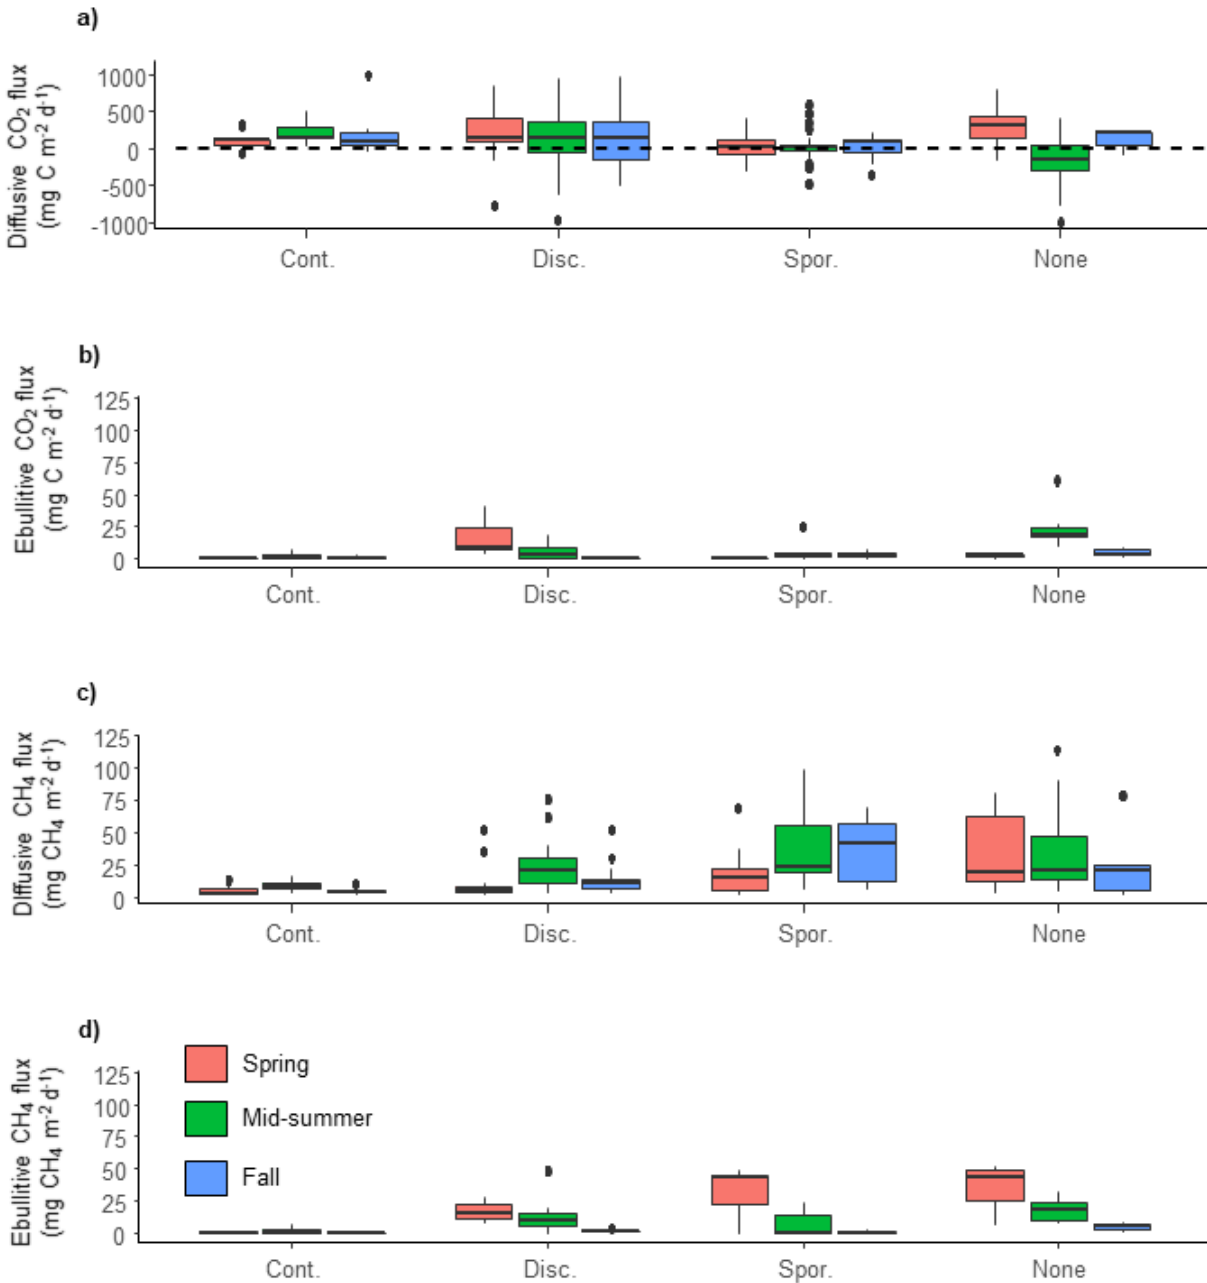 a)
Diffusive CO2 flux
(mg C m-2 d-1)
1000
500
0
-500
-1000
Cont. Disc. Spor. None
b)
Ebullitive CO2 flux
(mg C m-2 d-1)
125
100
75
50
25
0
Cont. Disc. Spor. None
c)
Diffusive CH4 flux
(mg CH4 m-2 d-1)
125
100
75
50
25
0
Cont. Disc. Spor. None
d)
Ebullitive CH4 flux
(mg CH4 m-2 d-1)
125
100
75
50
25
0
Spring
Mid-summer
Fall
Cont. Disc. Spor. None